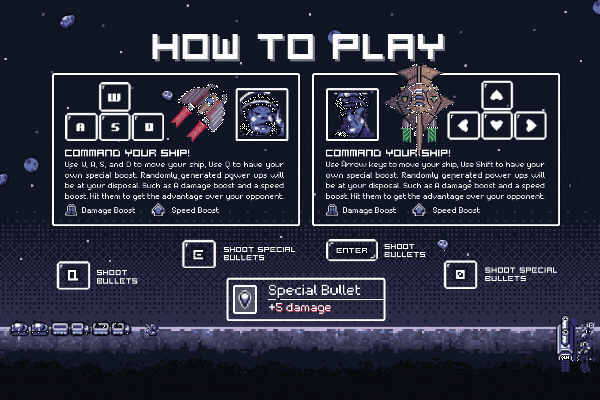 HOW TO PLAY
W
A S D
COMMAND YOUR SHIP!
Use W, A, S, and D to move your ship, Use Q to have your
own special boost. Randomly generated power ups will
be at your disposal. Such as A damage boost and a speed
boost. Hit them to get the advantage over your opponent.
Damage Boost Speed Boost
COMMAND YOUR SHIP!
Use Arrow keys to move your ship, Use Shift to have your
own special boost. Randomly generated power ups will
be at your disposal. Such as A damage boost and a speed
boost. Hit them to get the advantage over your opponent.
Damage Boost Speed Boost
Q
SHOOT
BULLETS
E
SHOOT SPECIAL
BULLETS
ENTER
SHOOT
BULLETS
0
SHOOT SPECIAL
BULLETS
Special Bullet
+5 damage